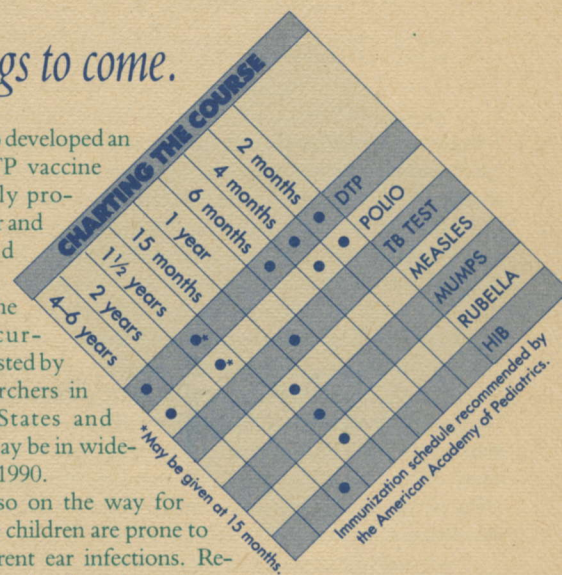 gs to come.
developed an
TP vaccine
ly pro-
r and
d
ne
cur-
sted by
rchers in
States and
ay be in wide-
1990.
so on the way for
children are prone to
rent ear infections. Re-
CHARTING THE COURSE
2 months
4 months
6 months
1 year
15 months
1½ years
2 years
4-6 years
DTP
POLIO
TB TEST
MEASLES
MUMPS
RUBELLA
HIB
*
*
*May be given at 15 months.
Immunization schedule recommended by
the American Academy of Pediatrics.